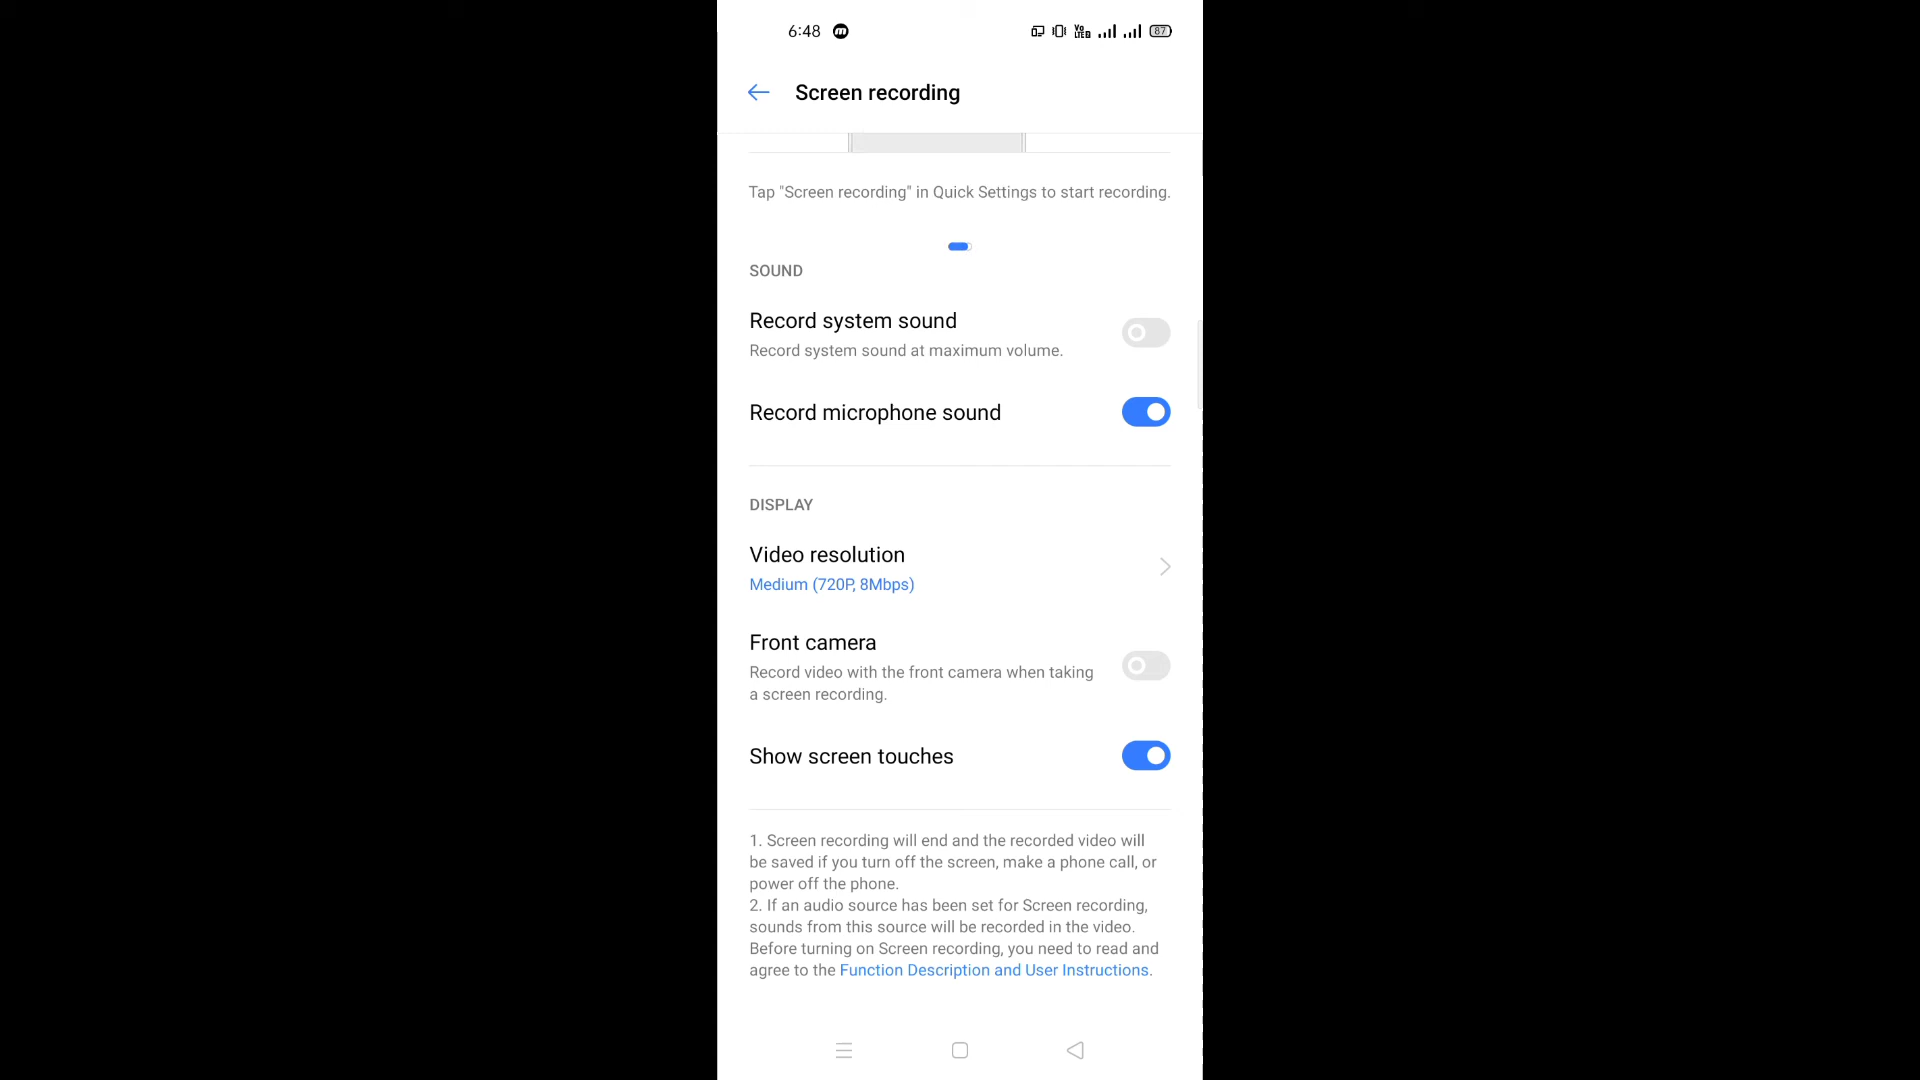 6:48
Vo LTE 2
87
Screen recording
Tap "Screen recording" in Quick Settings to start recording.
SOUND
Record system sound
Record system sound at maximum volume.
Record microphone sound
DISPLAY
Video resolution
Medium (720P, 8Mbps)
Front camera
Record video with the front camera when taking
a screen recording.
Show screen touches
1. Screen recording will end and the recorded video will
be saved if you turn off the screen, make a phone call, or
power off the phone.
2. If an audio source has been set for Screen recording,
sounds from this source will be recorded in the video.
Before turning on Screen recording, you need to read and
agree to the Function Description and User Instructions.